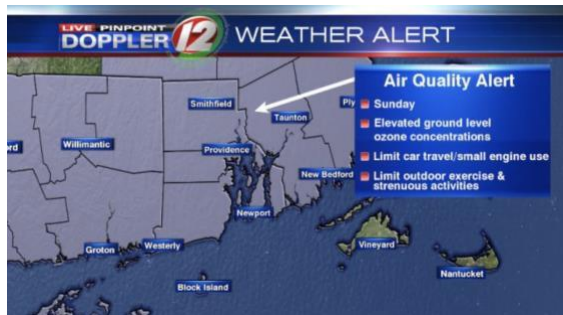 LIVE PINPOINT
DOPPLER 12
WEATHER ALERT
Air Quality Alert
Sunday
Elevated ground level
ozone concentrations
Limit car travel/small engine use
Limit outdoor exercise &
strenuous activities
Smithfield
Taunton
Ply
ord
Willimantic
Providence
New Bedford
Newport
Groton
Westerly
Vineyard
Nantucket
Block Island